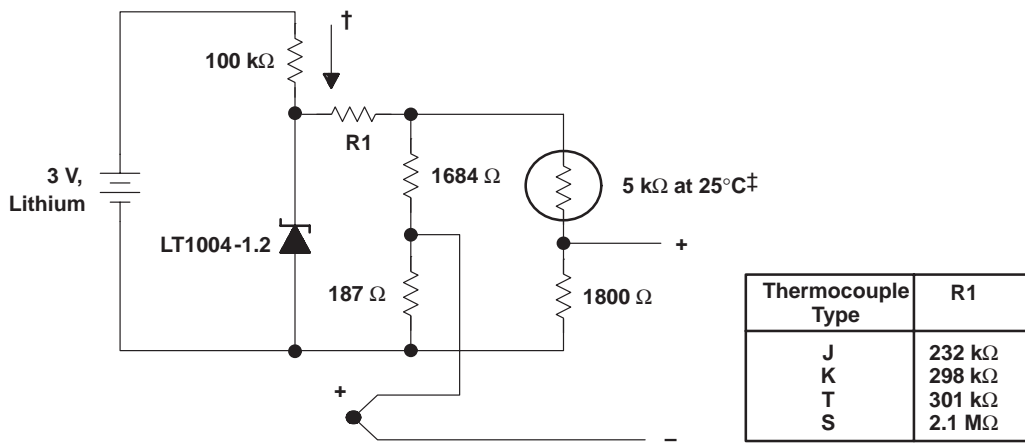 †
100 kΩ
R1
3 V,
Lithium
1684 Ω
5 kΩ at 25°C‡
LT1004-1.2
+
187 Ω
1800 Ω
+
−
Thermocouple Type R1
J 232 kΩ
K 298 kΩ
T 301 kΩ
S 2.1 MΩ